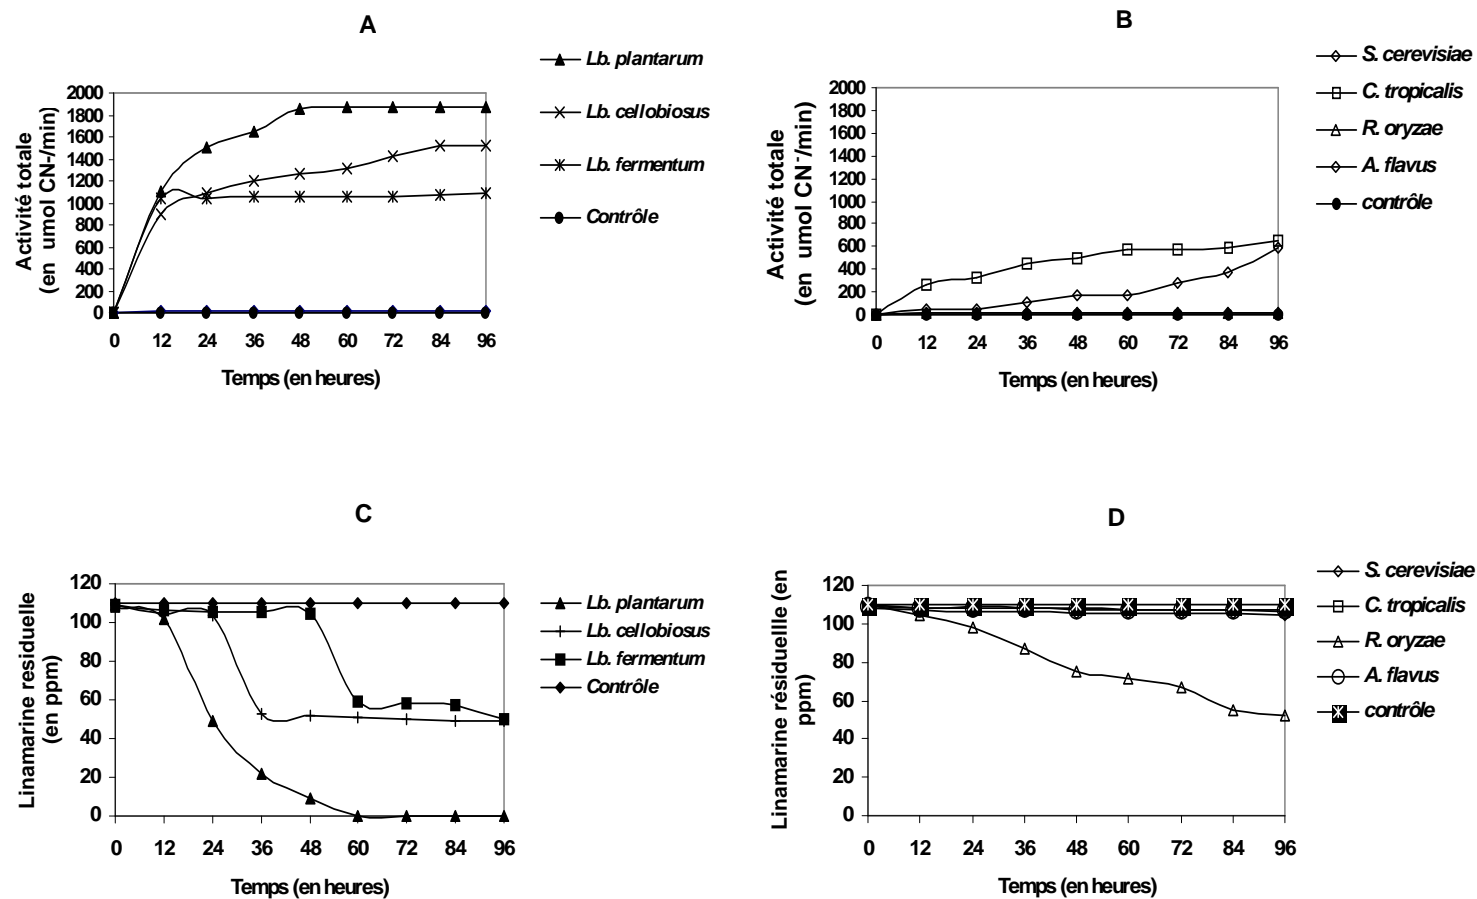 A
Lb. plantarum
Lb. cellobiosus
Lb. fermentum
Contrôle
Activité totale
(en umol CN-/min)
2000
1800
1600
1400
1200
1000
800
600
400
200
0
0 12 24 36 48 60 72 84 96
Temps (en heures)
B
S. cerevisiae
C. tropicalis
R. oryzae
A. flavus
contrôle
Activité totale
(en umol CN-/min)
2000
1800
1600
1400
1200
1000
800
600
400
200
0
0 12 24 36 48 60 72 84 96
Temps (en heures)
C
Lb. plantarum
Lb. cellobiosus
Lb. fermentum
Contrôle
Linamarine residuelle
(en ppm)
120
100
80
60
40
20
0
0 12 24 36 48 60 72 84 96
Temps (en heures)
D
S. cerevisiae
C. tropicalis
R. oryzae
A. flavus
contrôle
Linamarine résiduellle (en
ppm)
120
100
80
60
40
20
0
0 12 24 36 48 60 72 84 96
Temps (en heures)